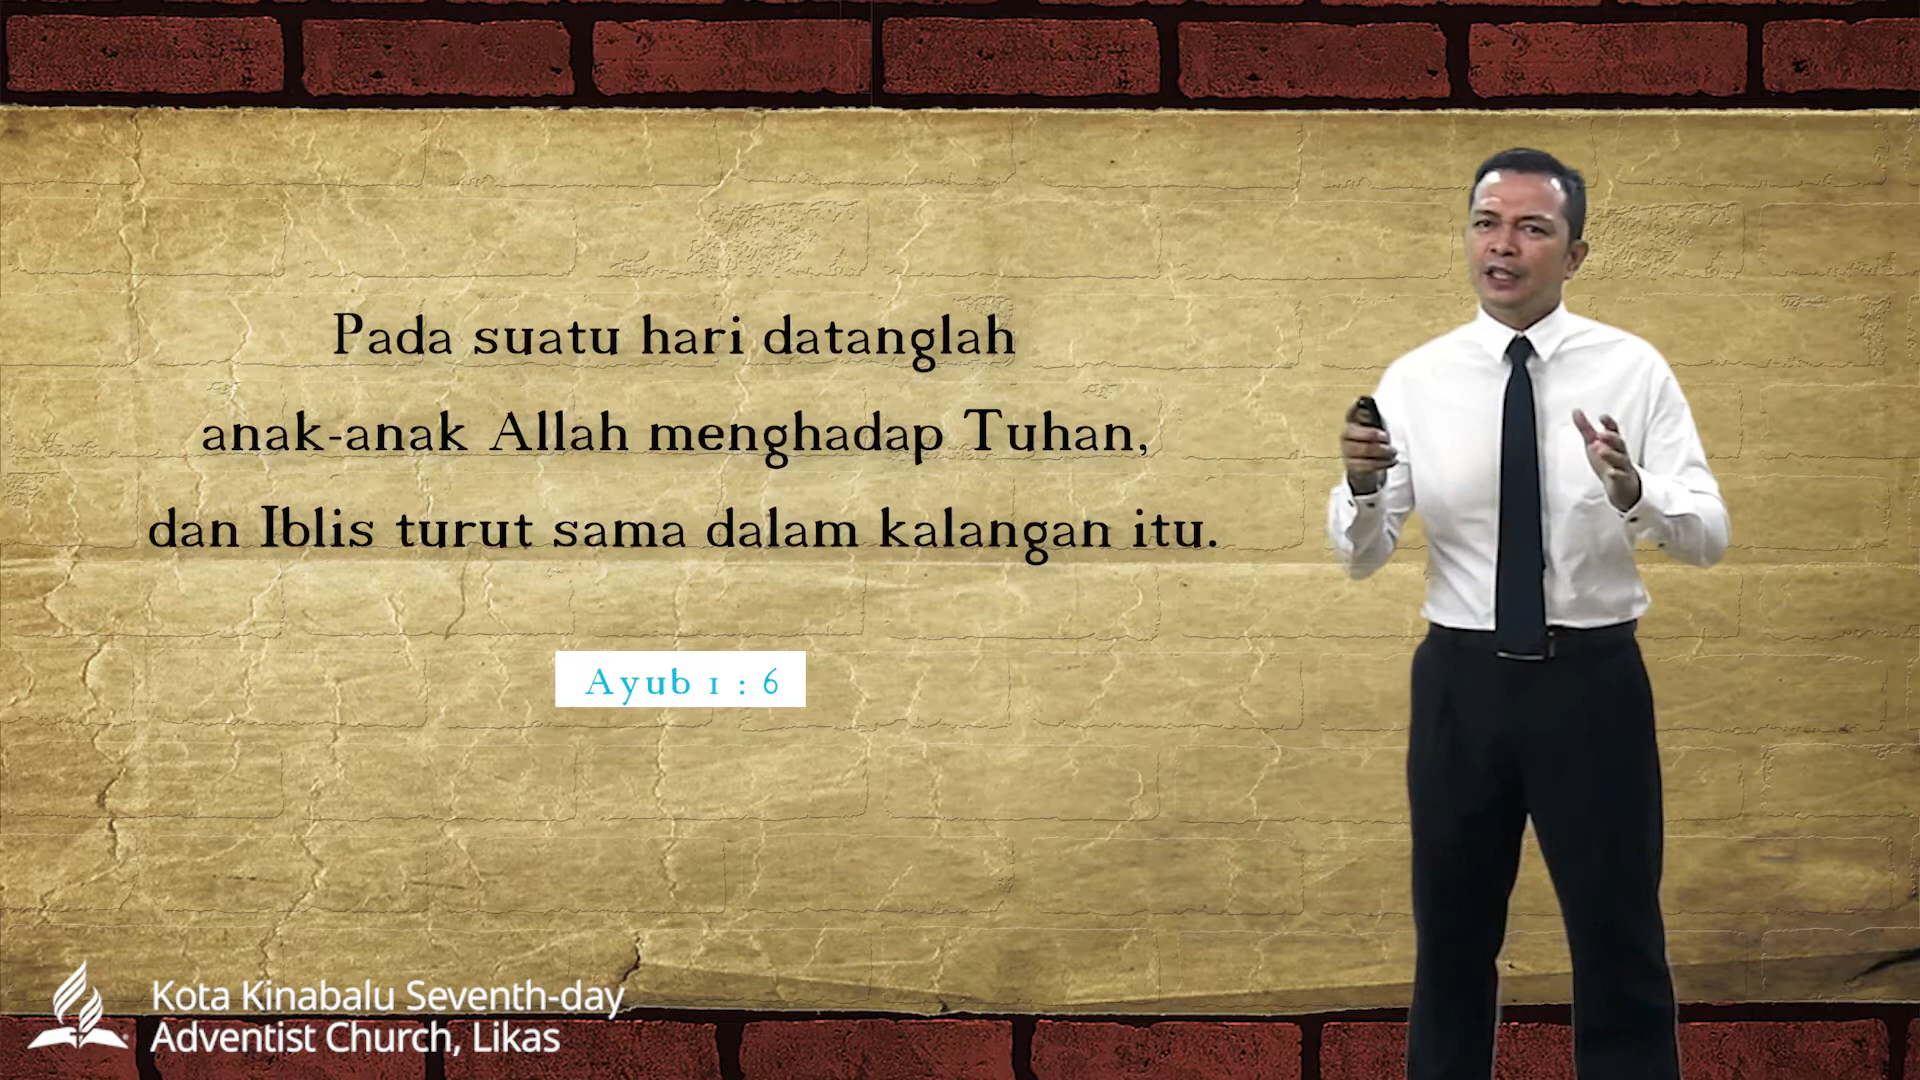 Pada suatu hari datanglah
anak-anak Allah menghadap Tuhan,
dan Iblis turut sama dalam kalangan itu.
Ayub 1 : 6
Kota Kinabalu Seventh-day
Adventist Church, Likas